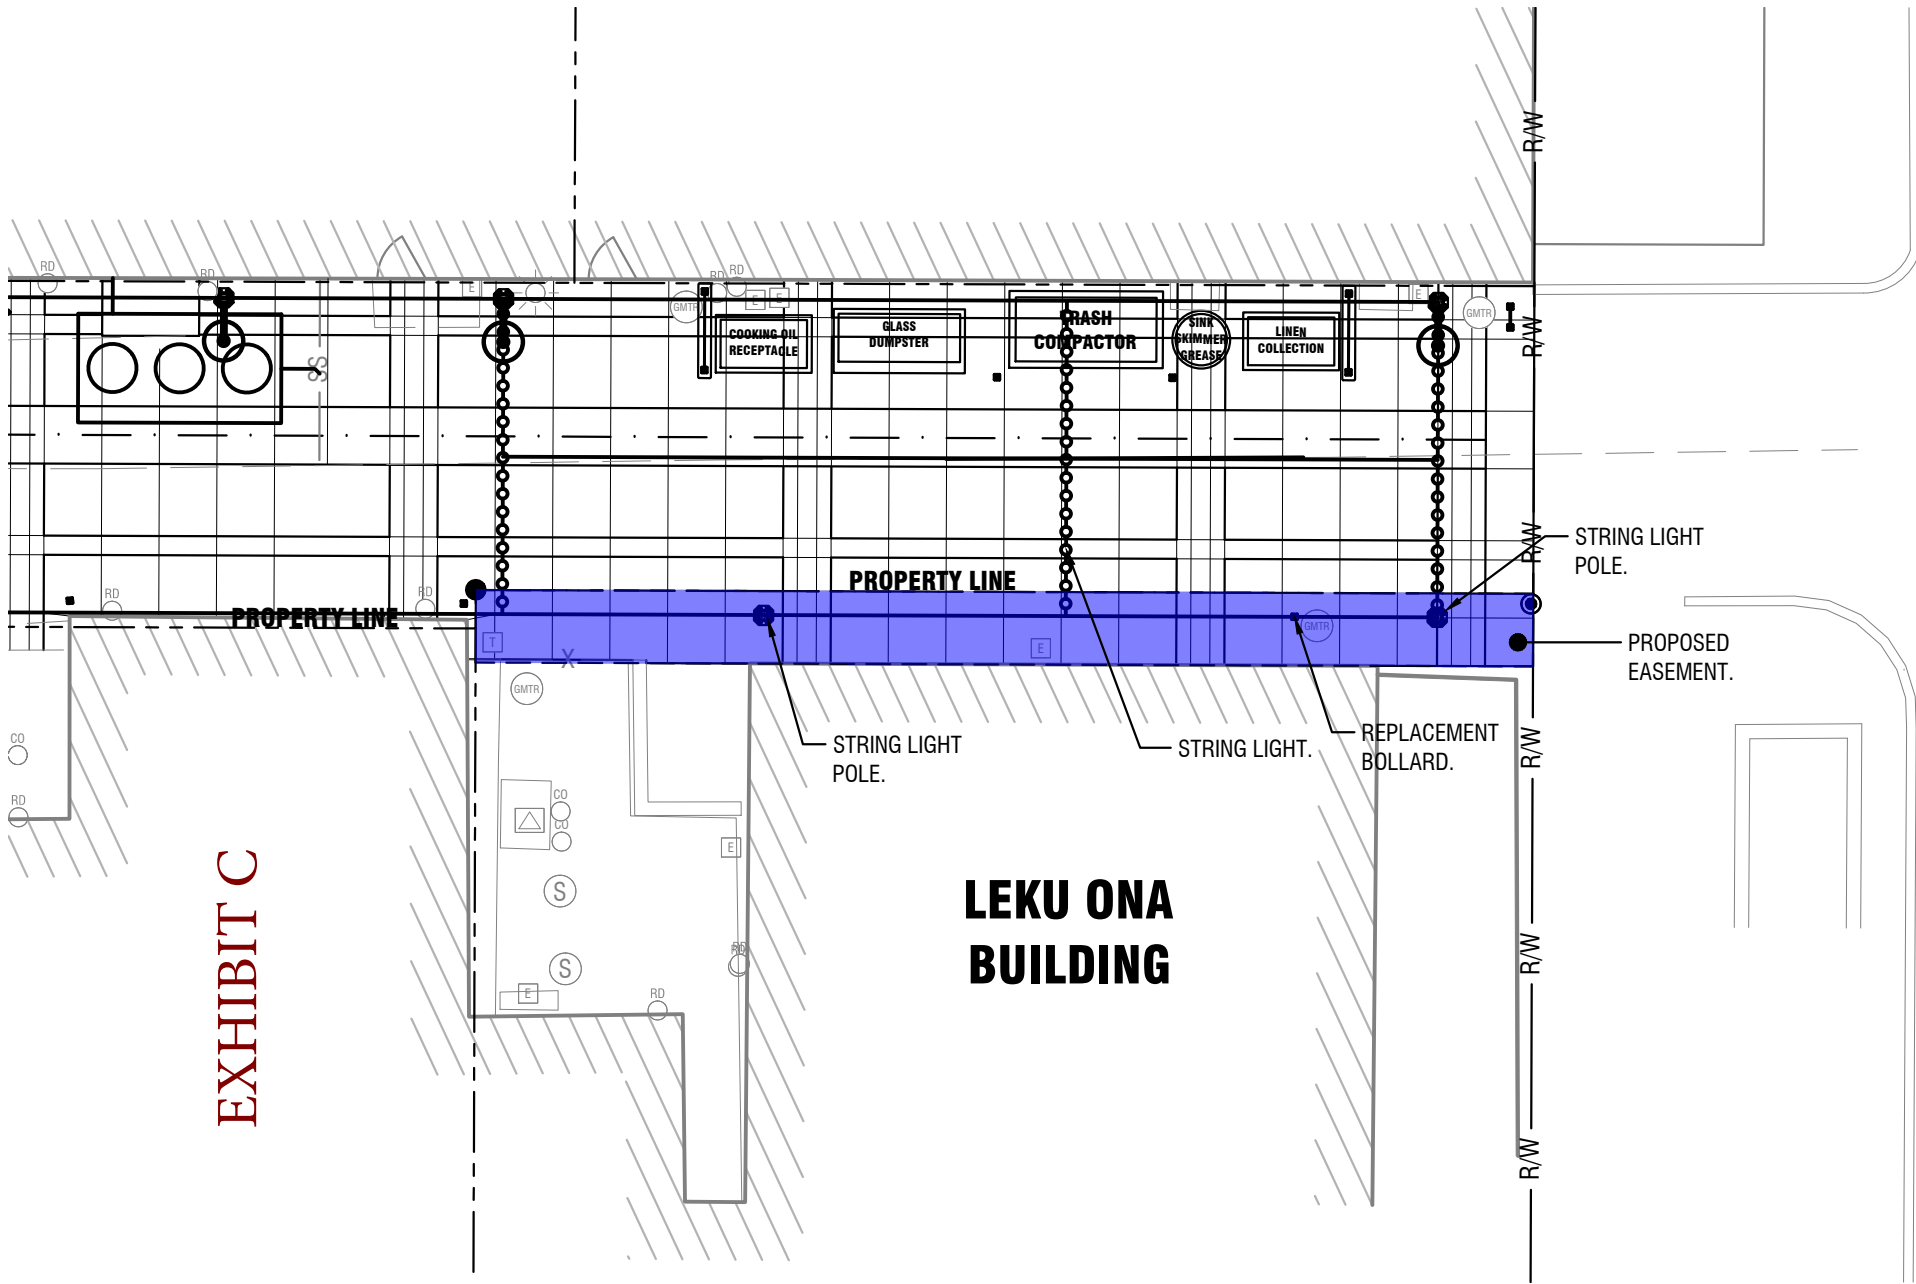 R/W
RD
RD
RD
RD
E
E
E
E
GMTR
GMTR
COOKING OIL
RECEPTACLE
GLASS
DUMPSTER
TRASH
COMPACTOR
SINK
SKIMMER
GREASE
LINEN
COLLECTION
R/W
SS
R/W
STRING LIGHT
POLE.
PROPERTY LINE
RD
RD
PROPERTY LINE
T
X
E
GMTR
PROPOSED
EASEMENT.
GMTR
STRING LIGHT
POLE.
STRING LIGHT.
REPLACEMENT
BOLLARD.
R/W
CO
RD
CO
CO
E
S
S
E
RD
RD
RD
EXHIBIT C
LEKU ONA
BUILDING
R/W
R/W